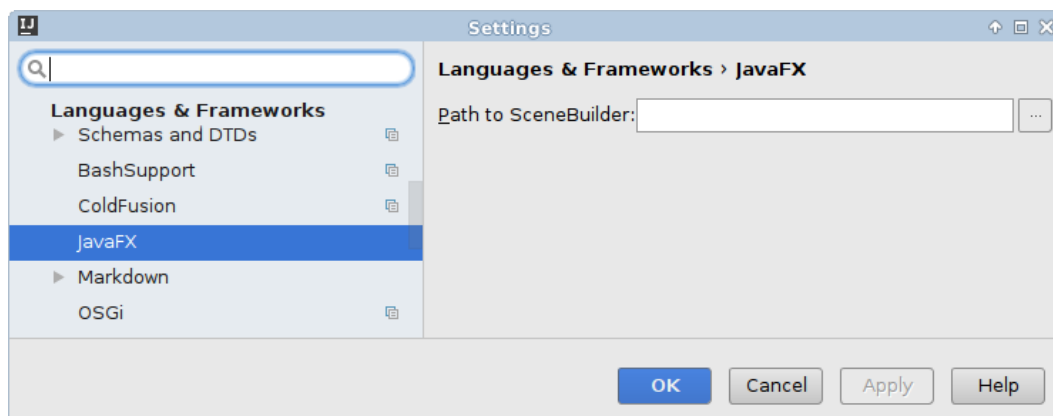 IJ
Settings
Languages & Frameworks
Schemas and DTDs
BashSupport
ColdFusion
JavaFX
Markdown
OSGi
Languages & Frameworks › JavaFX
Path to SceneBuilder:
...
OK
Cancel
Apply
Help